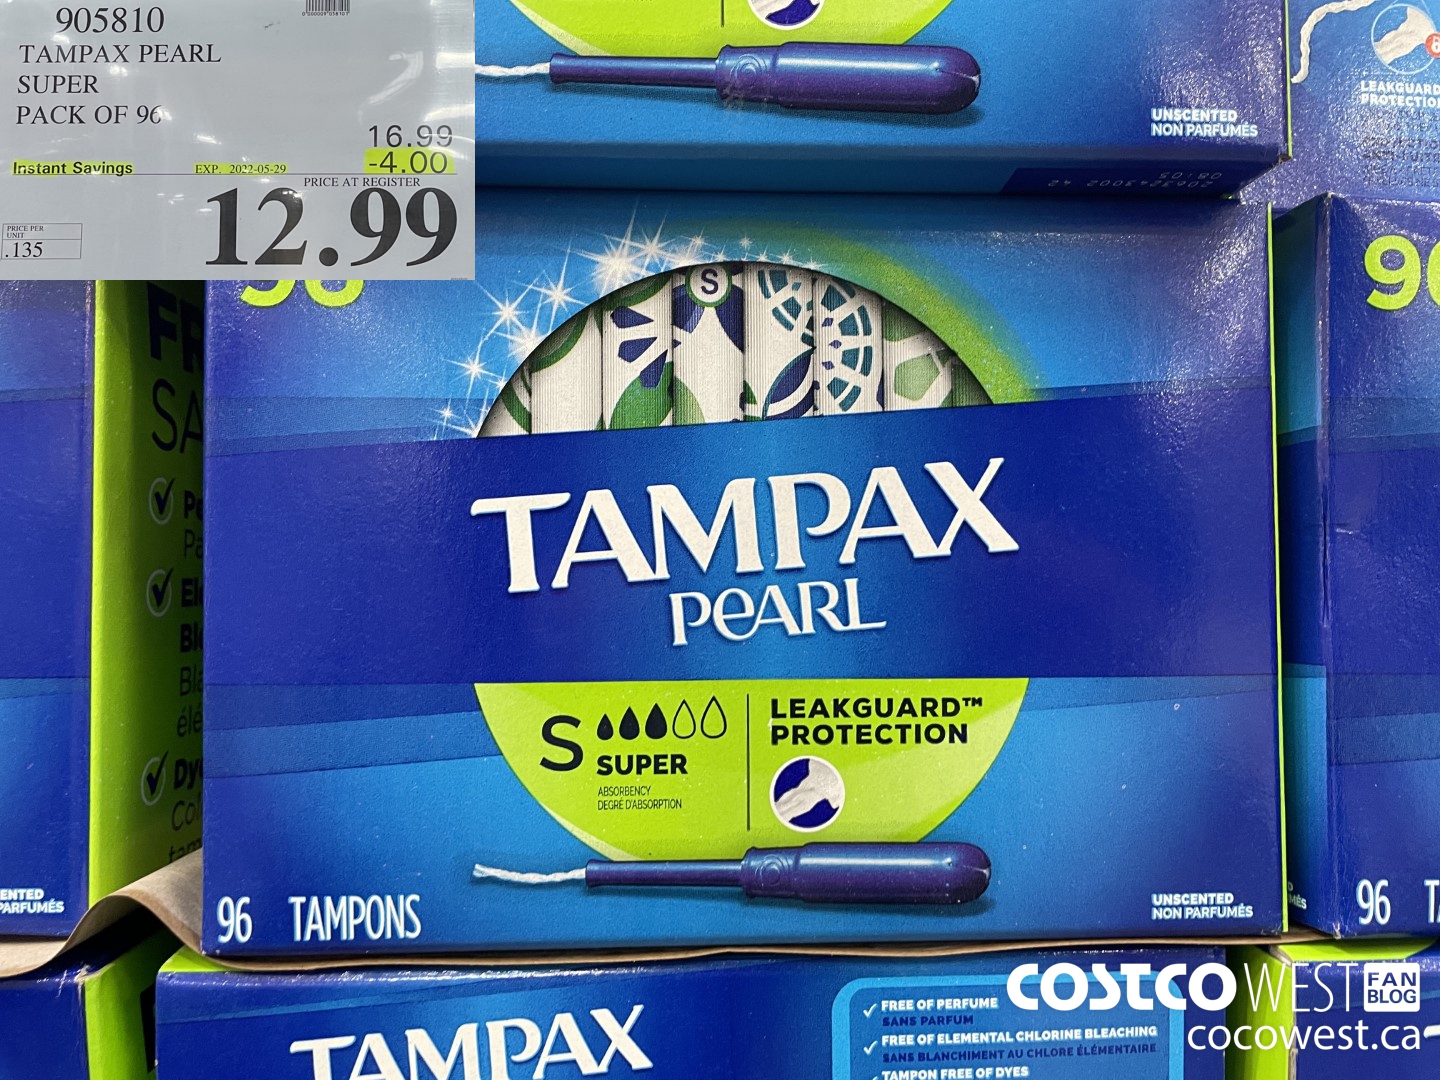 905810
TAMPAX PEARL
SUPER
PACK OF 96
16.99
Instant Savings
EXP. 2022-05-29
-4.00
PRICE AT REGISTER
12.99
PRICE PER
UNIT
.135
UNSCENTED
NON PARFUMÉS
LEAKGUARD
PROTECTION
96
S
TAMPAX
PEARL
S
SUPER
ABSORBENCY
DEGRÉ D'ABSORPTION
LEAKGUARD™
PROTECTION
96 TAMPONS
UNSCENTED
NON PARFUMÉS
96
96
TAMPAX
FREE OF PERFUME
SANS PARFUM
FREE OF ELEMENTAL CHLORINE BLEACHING
SANS BLANCHIMENT AU CHLORE ÉLÉMENTAIRE
TAMPON FREE OF DYES
COSTCO WEST FAN BLOG
cocowest.ca